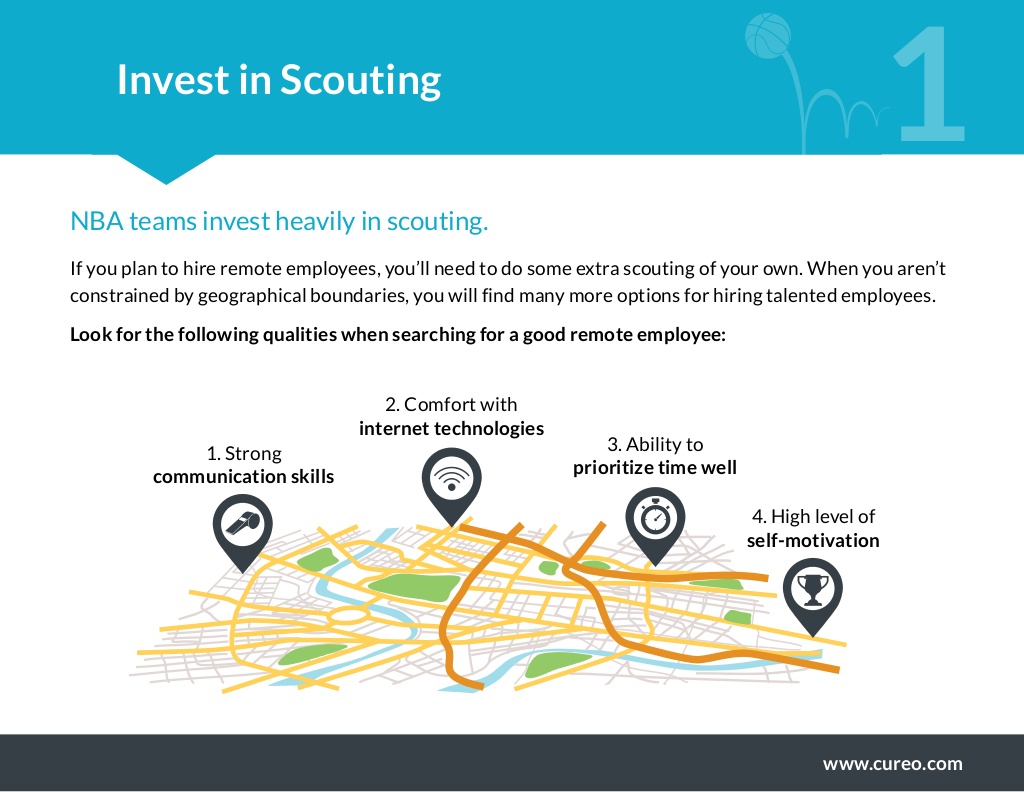 Invest in Scouting
1
NBA teams invest heavily in scouting.
If you plan to hire remote employees, you’ll need to do some extra scouting of your own. When you aren’t
constrained by geographical boundaries, you will find many more options for hiring talented employees.
Look for the following qualities when searching for a good remote employee:
1. Strong
communication skills
2. Comfort with
internet technologies
3. Ability to
prioritize time well
4. High level of
self-motivation
www.cureo.com